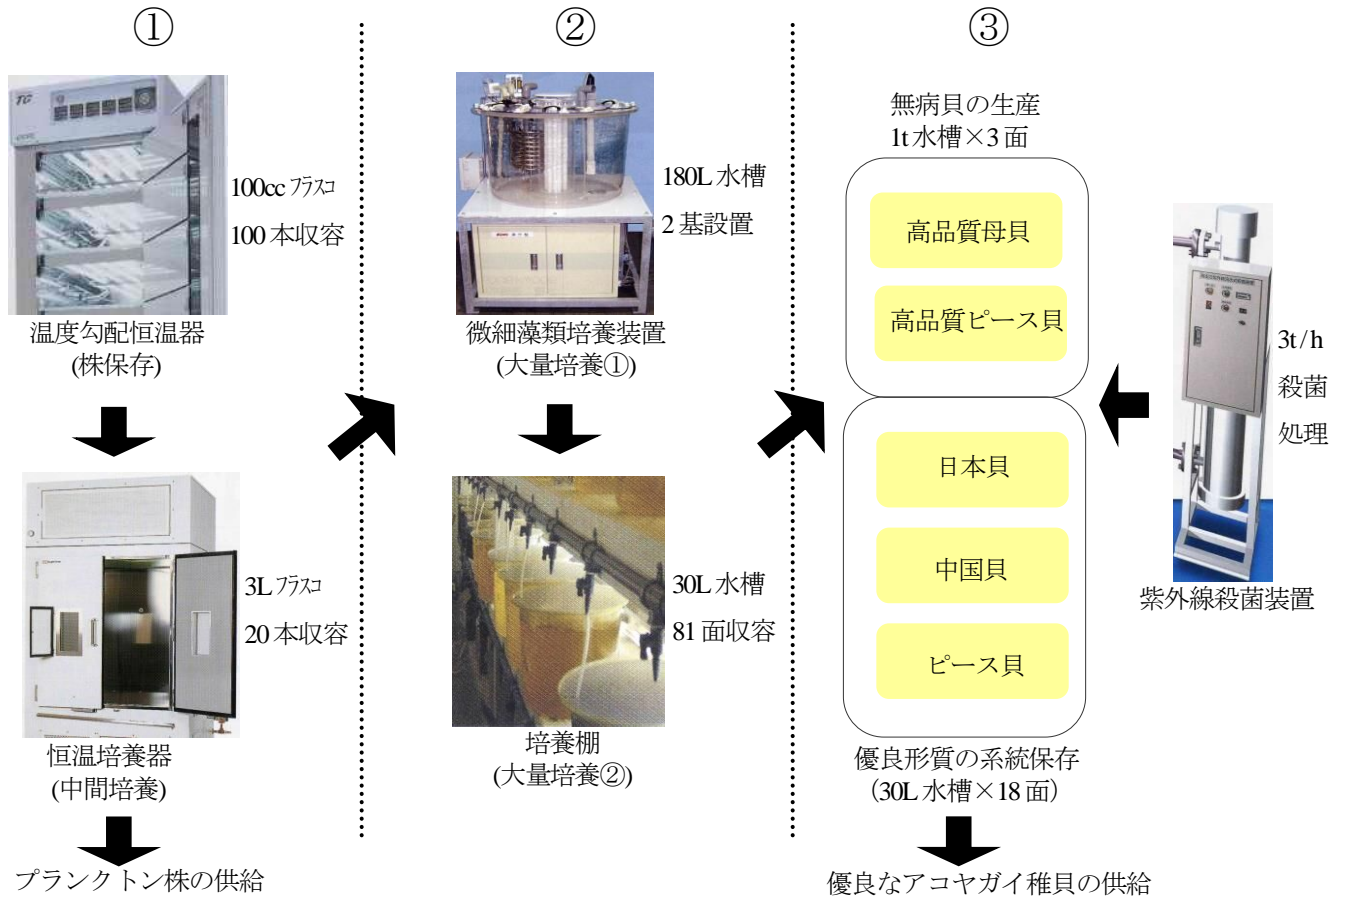 ①
TG
100cc フラスコ
100 本収容
温度勾配恒温器
(株保存)
3L フラスコ
20 本収容
恒温培養器
(中間培養)
プランクトン株の供給
②
180L 水槽
2 基設置
微細藻類培養装置
(大量培養①)
30L 水槽
81 面収容
培養棚
(大量培養②)
③
無病貝の生産
1t 水槽×3 面
高品質母貝
高品質ピース貝
日本貝
中国貝
ピース貝
優良形質の系統保存
（30L 水槽×18 面）
優良なアコヤガイ稚貝の供給
3t/h
殺菌
処理
紫外線殺菌装置